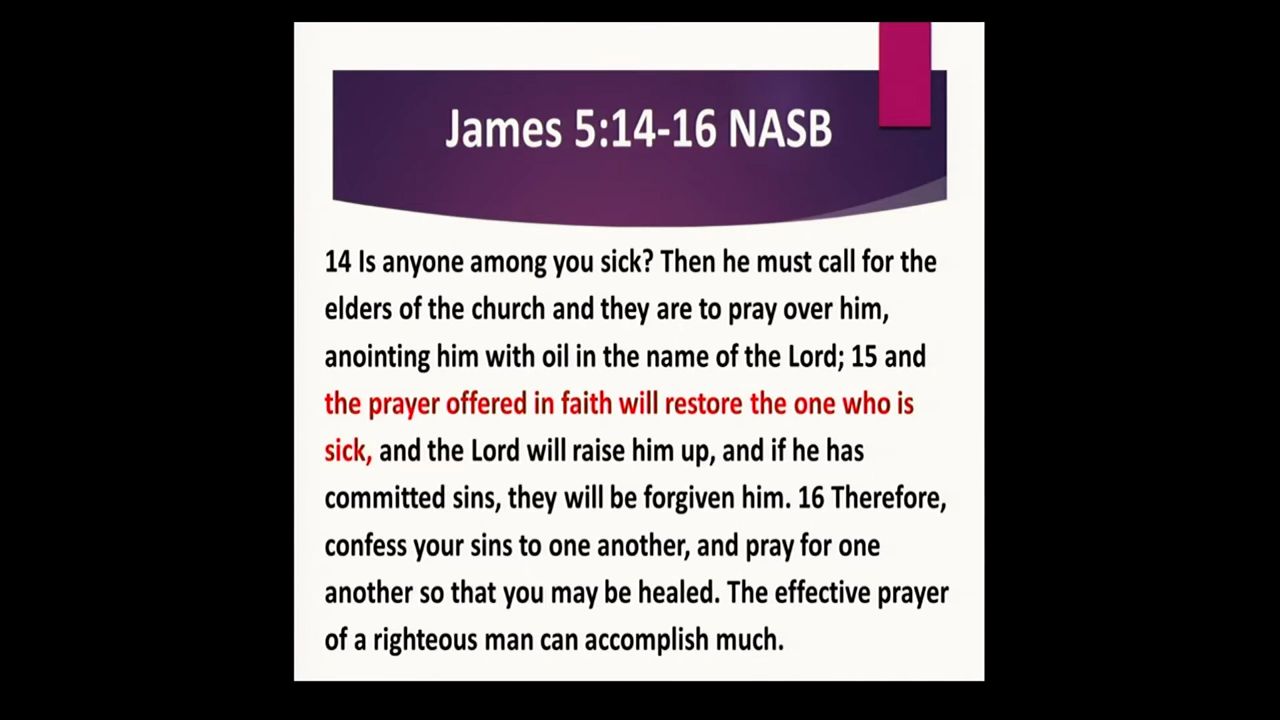 James 5:14-16 NASB
14 Is anyone among you sick? Then he must call for the
elders of the church and they are to pray over him,
anointing him with oil in the name of the Lord; 15 and
the prayer offered in faith will restore the one who is
sick, and the Lord will raise him up, and if he has
committed sins, they will be forgiven him. 16 Therefore,
confess your sins to one another, and pray for one
another so that you may be healed. The effective prayer
of a righteous man can accomplish much.